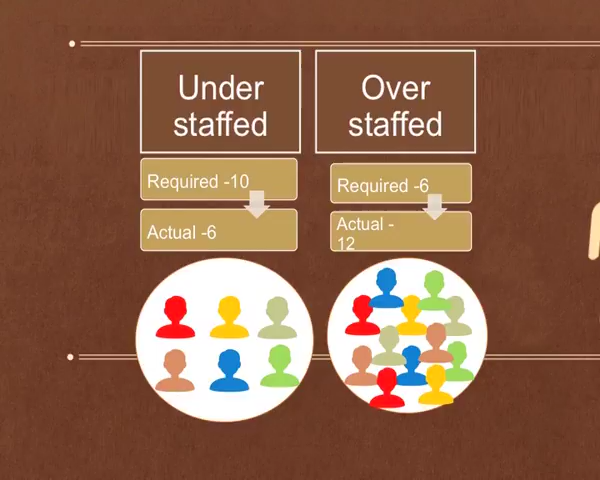 Under
staffed
Over
staffed
Required -10
Required -6
Actual -6
Actual -
12